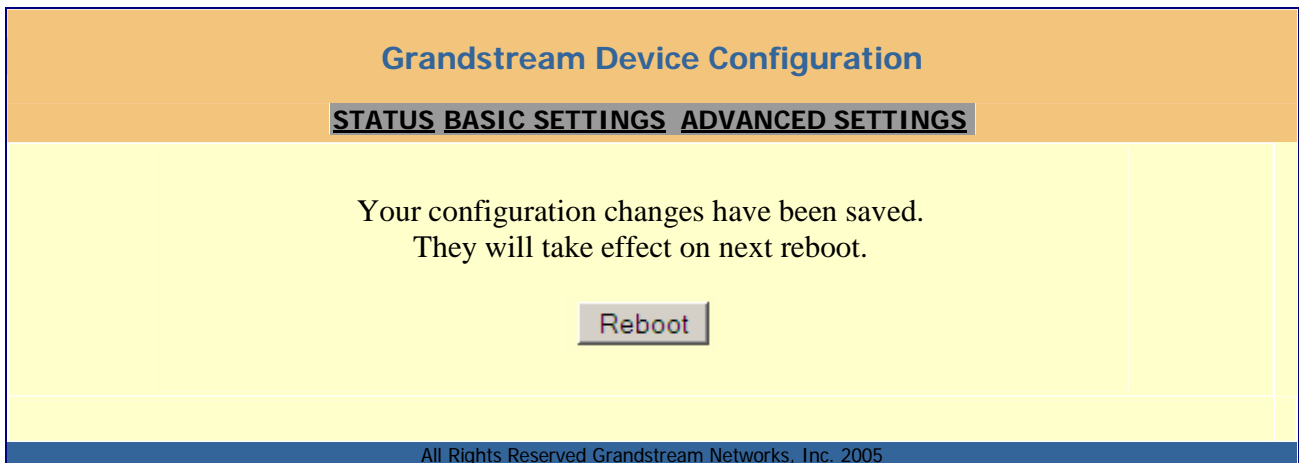 Grandstream Device Configuration
STATUS BASIC SETTINGS ADVANCED SETTINGS
Your configuration changes have been saved.
They will take effect on next reboot.
Reboot
All Rights Reserved Grandstream Networks, Inc. 2005